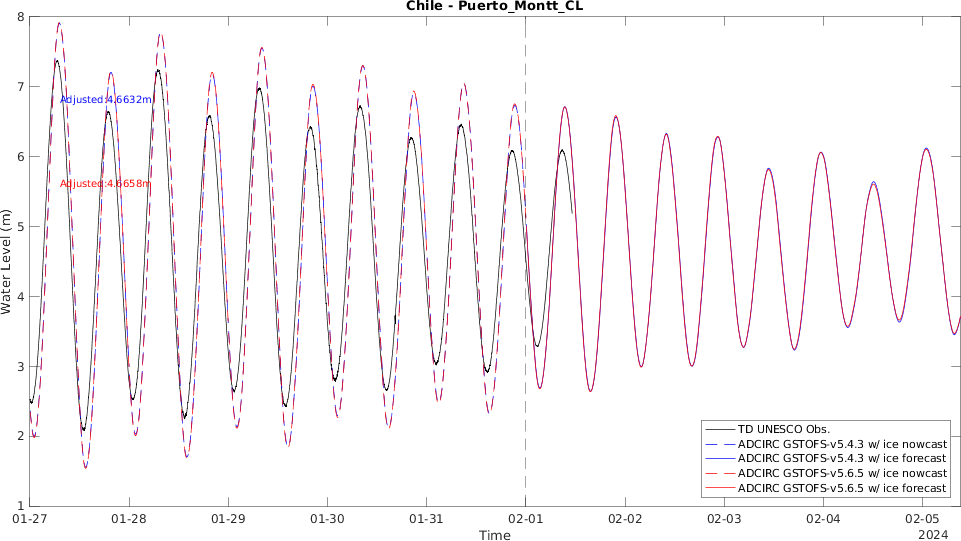 Chile - Puerto_Montt_CL
8
7
6
5
4
3
2
1
Water Level (m)
Adjusted:4.6632m
Adjusted:4.6658m
TD UNESCO Obs.
ADCIRC GSTOFS-v5.4.3 w/ ice nowcast
ADCIRC GSTOFS-v5.4.3 w/ ice forecast
ADCIRC GSTOFS-v5.6.5 w/ ice nowcast
ADCIRC GSTOFS-v5.6.5 w/ ice forecast
01-27 01-28 01-29 01-30 01-31 02-01 02-02 02-03 02-04 02-05
Time
2024